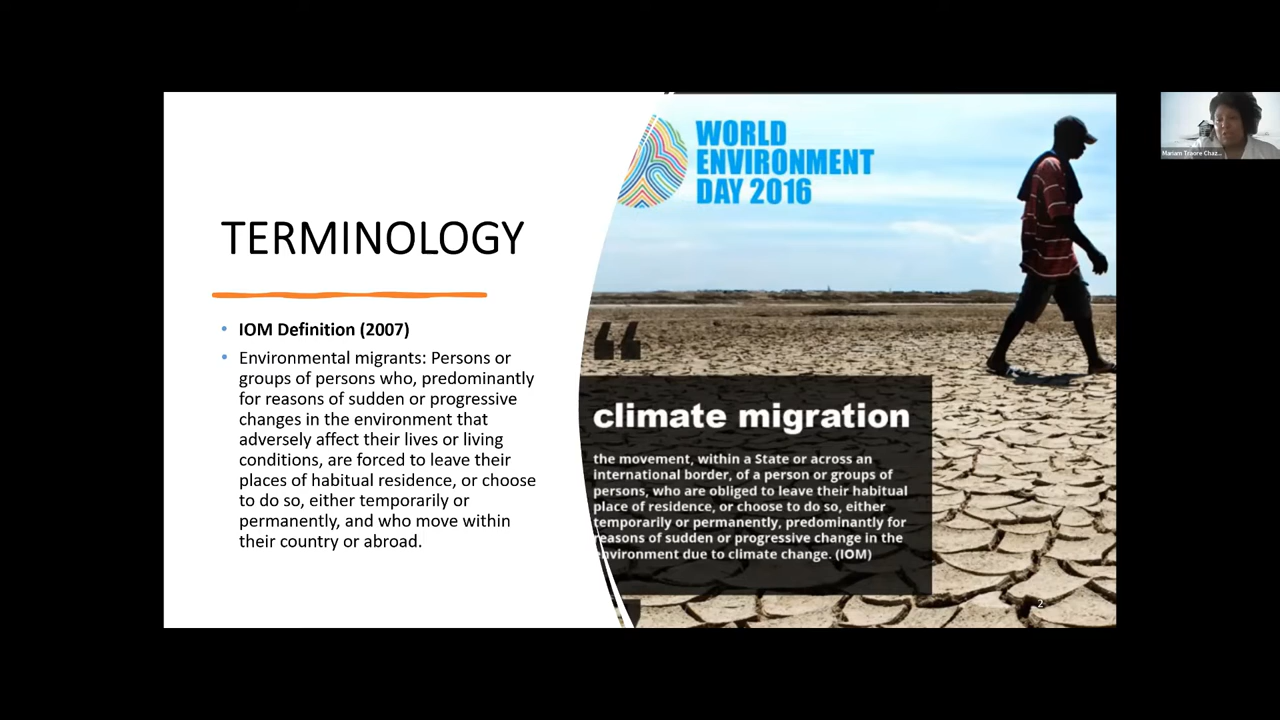 TERMINOLOGY
• IOM Definition (2007)
• Environmental migrants: Persons or
groups of persons who, predominantly
for reasons of sudden or progressive
changes in the environment that
adversely affect their lives or living
conditions, are forced to leave their
places of habitual residence, or choose
to do so, either temporarily or
permanently, and who move within
their country or abroad.
WORLD
ENVIRONMENT
DAY 2016
“
climate migration
the movement, within a State or across an
international border, of a person or groups of
persons, who are obliged to leave their habitual
place of residence, or choose to do so, either
temporarily or permanently, predominantly for
reasons of sudden or progressive change in the
environment due to climate change. (IOM)
2
Mariam Traore Chaz...